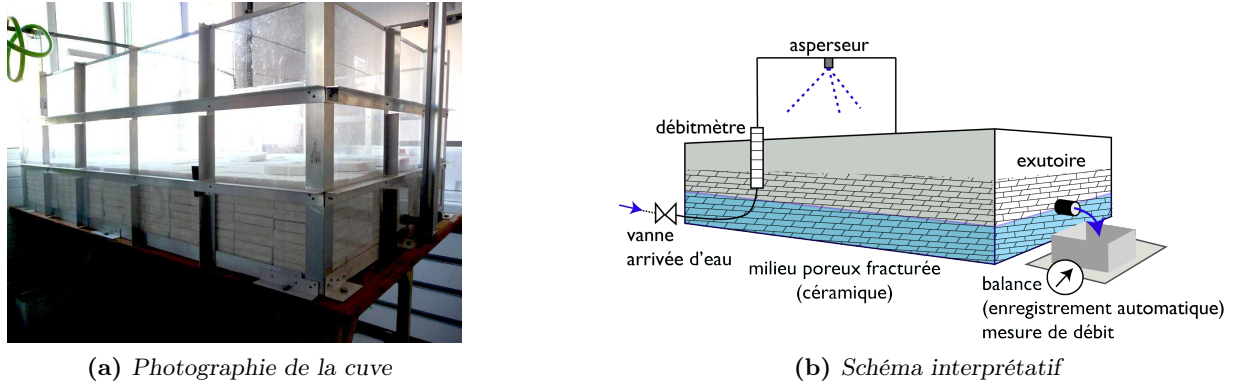 asperseur
débitmètre
exutoire
vanne
arrivée d'eau
milieu poreux fracturée
(céramique)
balance
(enregistrement automatique)
mesure de débit
(a) Photographie de la cuve
(b) Schéma interprétatif